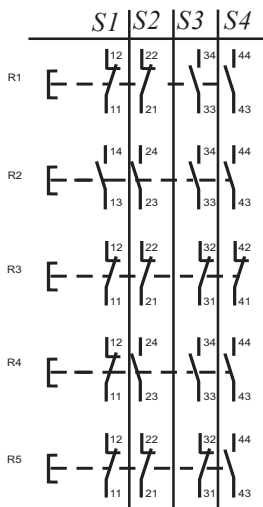 S1 S2 S3 S4
12 22 34 44
R1
11 21 33 43
14 24 34 44
R2
13 23 33 43
12 22 32 42
R3
11 21 31 41
12 24 34 44
R4
11 23 33 43
12 22 32 44
R5
11 21 31 43